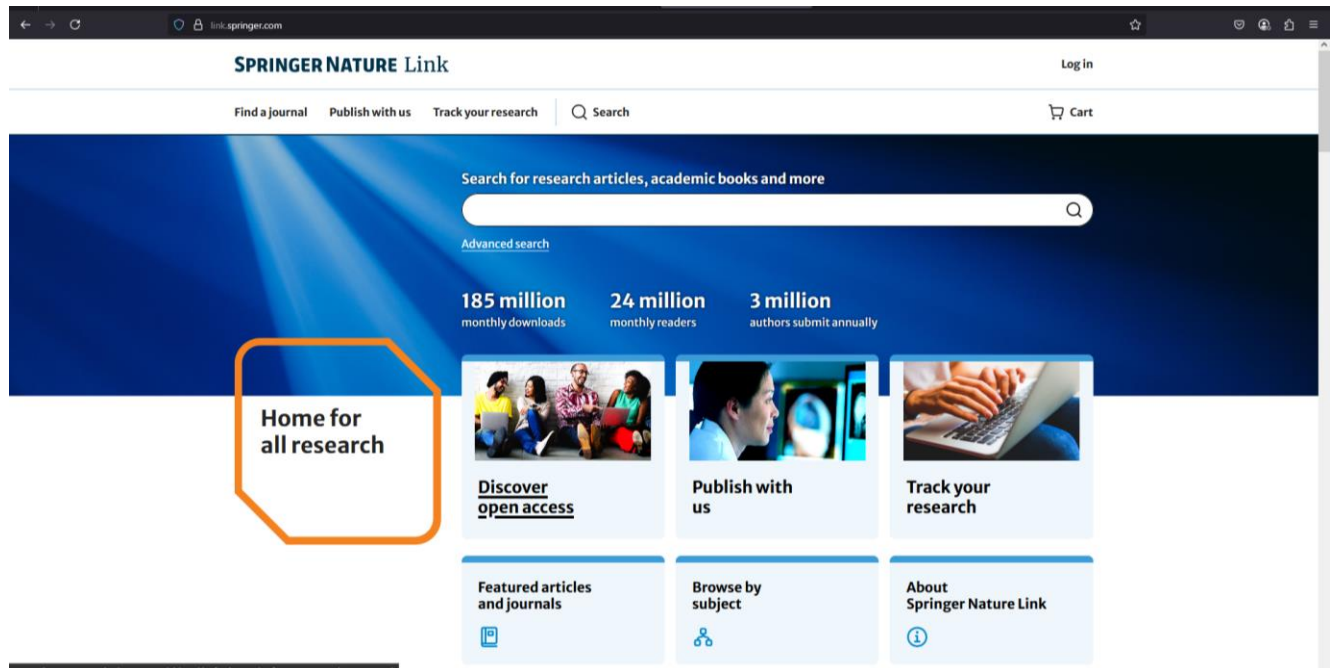 link.springer.com
SPRINGER NATURE Link
Log in
Find a journal Publish with us Track your research Search Cart
Search for research articles, academic books and more
Advanced search
185 million 24 million 3 million
monthly downloads monthly readers authors submit annually
Home for
all research
Discover
open access
Publish with
us
Track your
research
Featured articles
and journals
Browse by
subject
About
Springer Nature Link